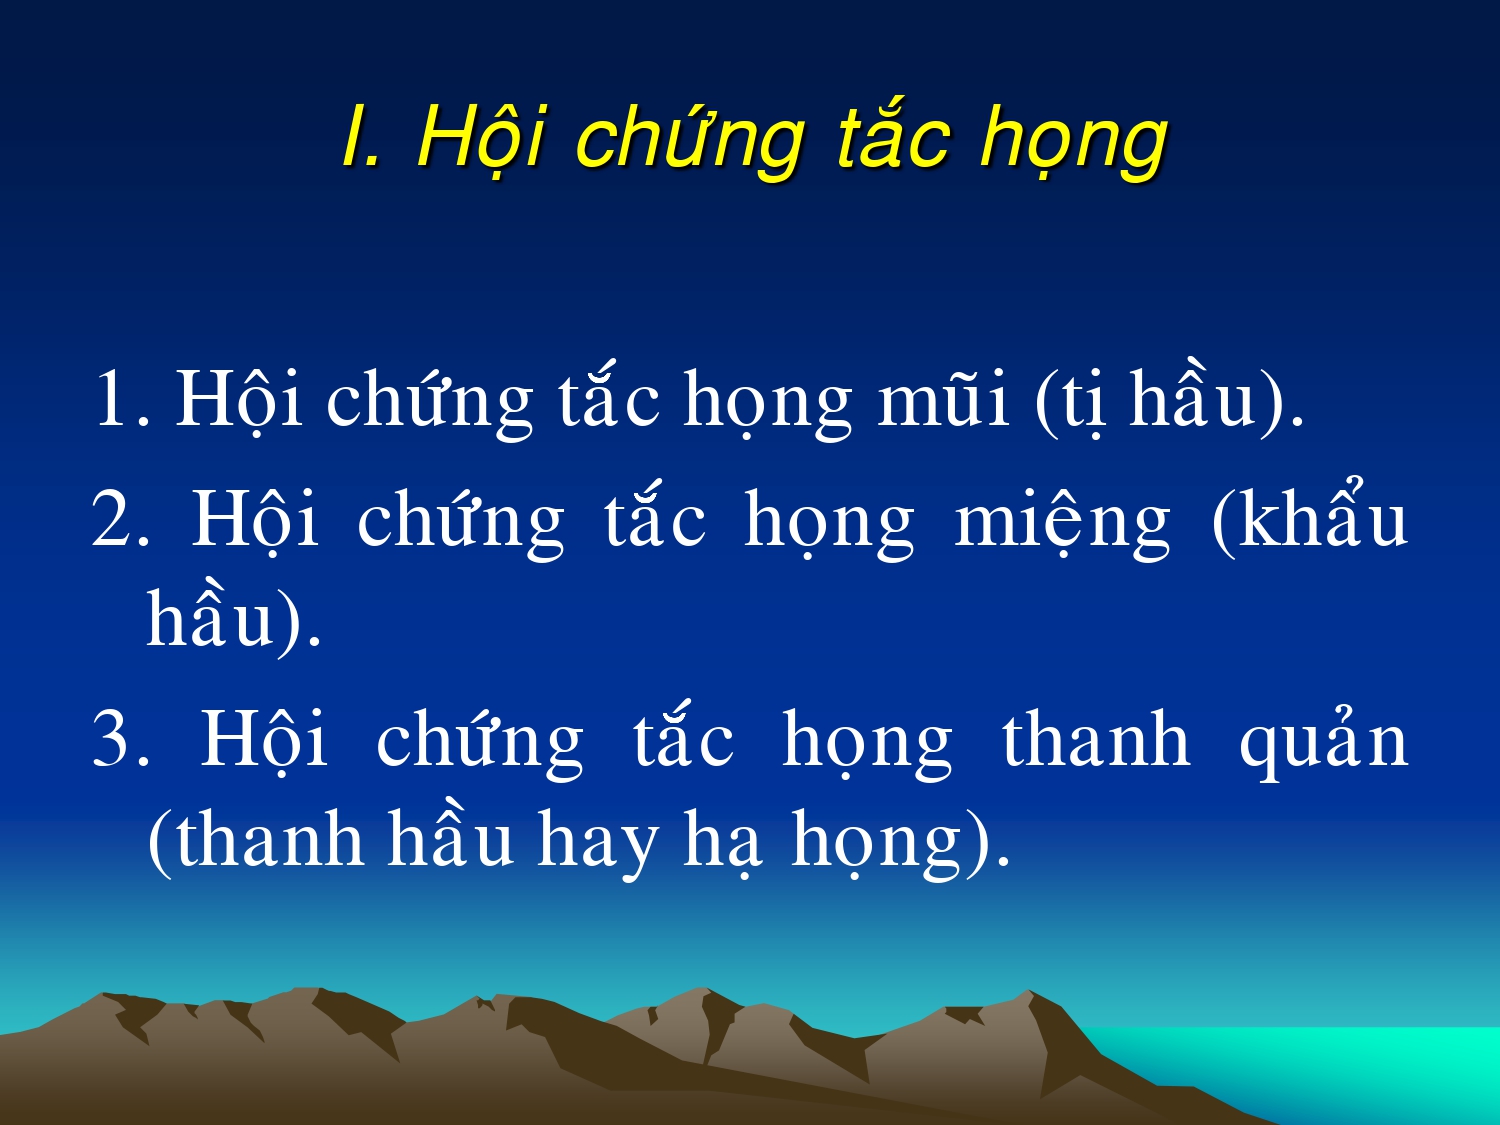 I. Hội chứng tắc họng
1. Hội chứng tắc họng mũi (tị hầu).
2. Hội chứng tắc họng miệng (khẩu
hầu).
3. Hội chứng tắc họng thanh quản
(thanh hầu hay hạ họng).